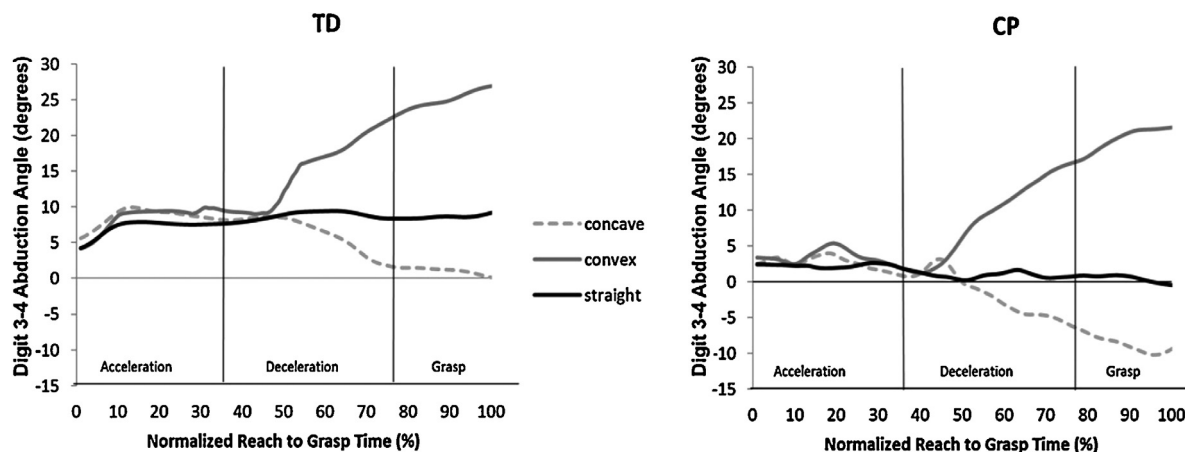 TD
Digit 3-4 Abduction Angle (degrees)
30
25
20
15
10
5
0
-5
-10
-15
Acceleration
Deceleration
Grasp
0 10 20 30 40 50 60 70 80 90 100
Normalized Reach to Grasp Time (%)
concave
convex
straight
CP
Digit 3-4 Abduction Angle (degrees)
30
25
20
15
10
5
0
-5
-10
-15
Acceleration
Deceleration
Grasp
0 10 20 30 40 50 60 70 80 90 100
Normalized Reach to Grasp Time (%)